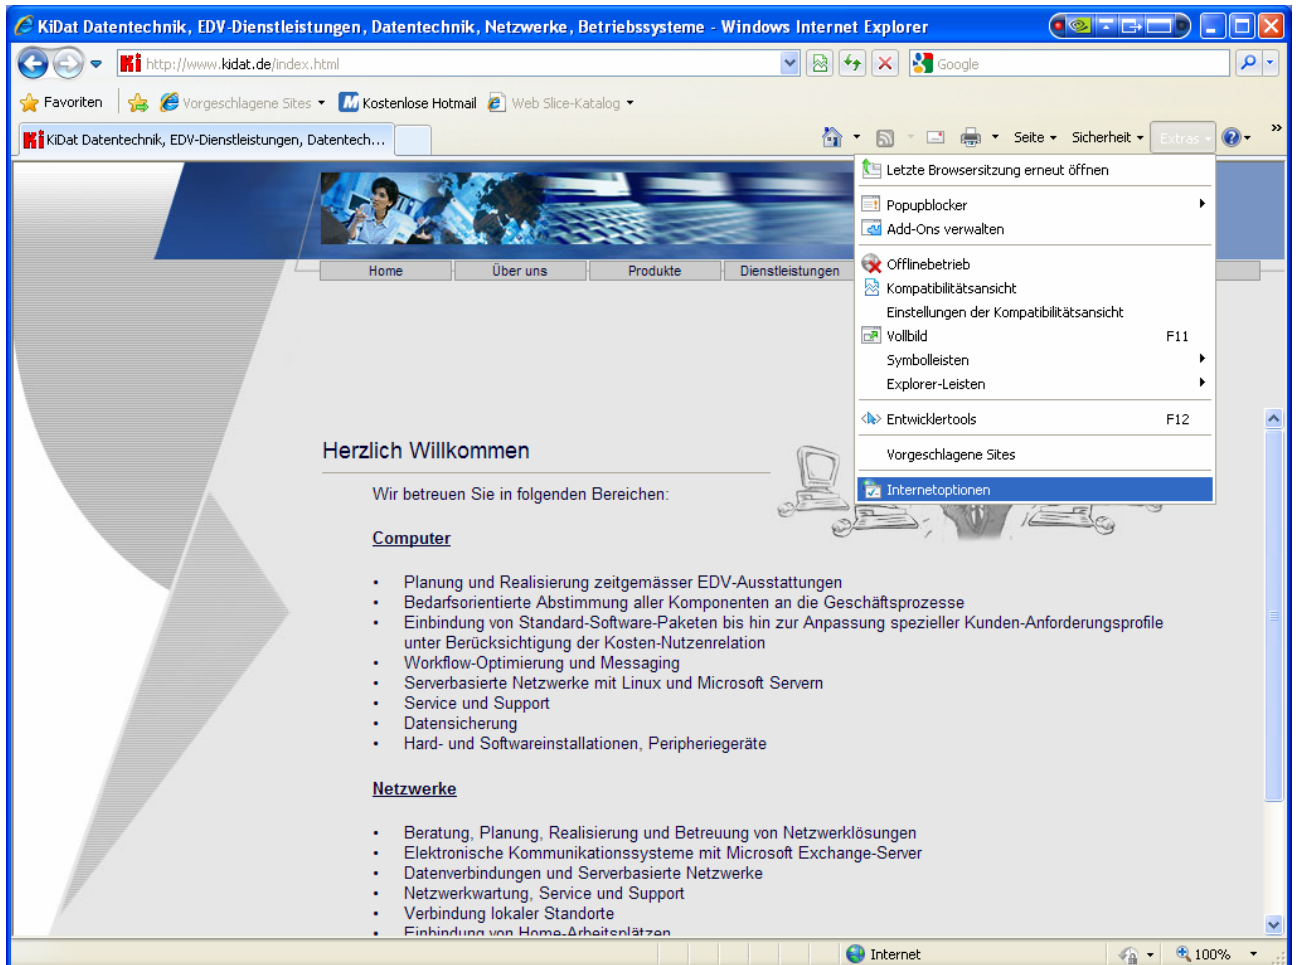 KiDat Datentechnik, EDV-Dienstleistungen, Datentechnik, Netzwerke, Betriebssysteme - Windows Internet Explorer
Ki http://www.kidat.de/index.html
Google
Favoriten Vorgeschlagene Sites Kostenlose Hotmail Web Slice-Katalog
Ki KiDat Datentechnik, EDV-Dienstleistungen, Datentech...
Seite Sicherheit Extras
Letzte Browsersitzung erneut öffnen
Popupblocker
Add-Ons verwalten
Offlinebetrieb
Kompatibilitätsansicht
Einstellungen der Kompatibilitätsansicht
Vollbild F11
Symbolleisten
Explorer-Leisten
Entwicklertools F12
Vorgeschlagene Sites
Internetoptionen
Home Über uns Produkte Dienstleistungen
Herzlich Willkommen
Wir betreuen Sie in folgenden Bereichen:
Computer
• Planung und Realisierung zeitgemässer EDV-Ausstattungen
• Bedarfsorientierte Abstimmung aller Komponenten an die Geschäftsprozesse
• Einbindung von Standard-Software-Paketen bis hin zur Anpassung spezieller Kunden-Anforderungsprofile
unter Berücksichtigung der Kosten-Nutzenrelation
• Workflow-Optimierung und Messaging
• Serverbasierte Netzwerke mit Linux und Microsoft Servern
• Service und Support
• Datensicherung
• Hard- und Softwareinstallationen, Peripheriegeräte
Netzwerke
• Beratung, Planung, Realisierung und Betreuung von Netzwerklösungen
• Elektronische Kommunikationssysteme mit Microsoft Exchange-Server
• Datenverbindungen und Serverbasierte Netzwerke
• Netzwerkwartung, Service und Support
• Verbindung lokaler Standorte
• Einbindung von Home-Arbeitsplätzen
Internet
100%